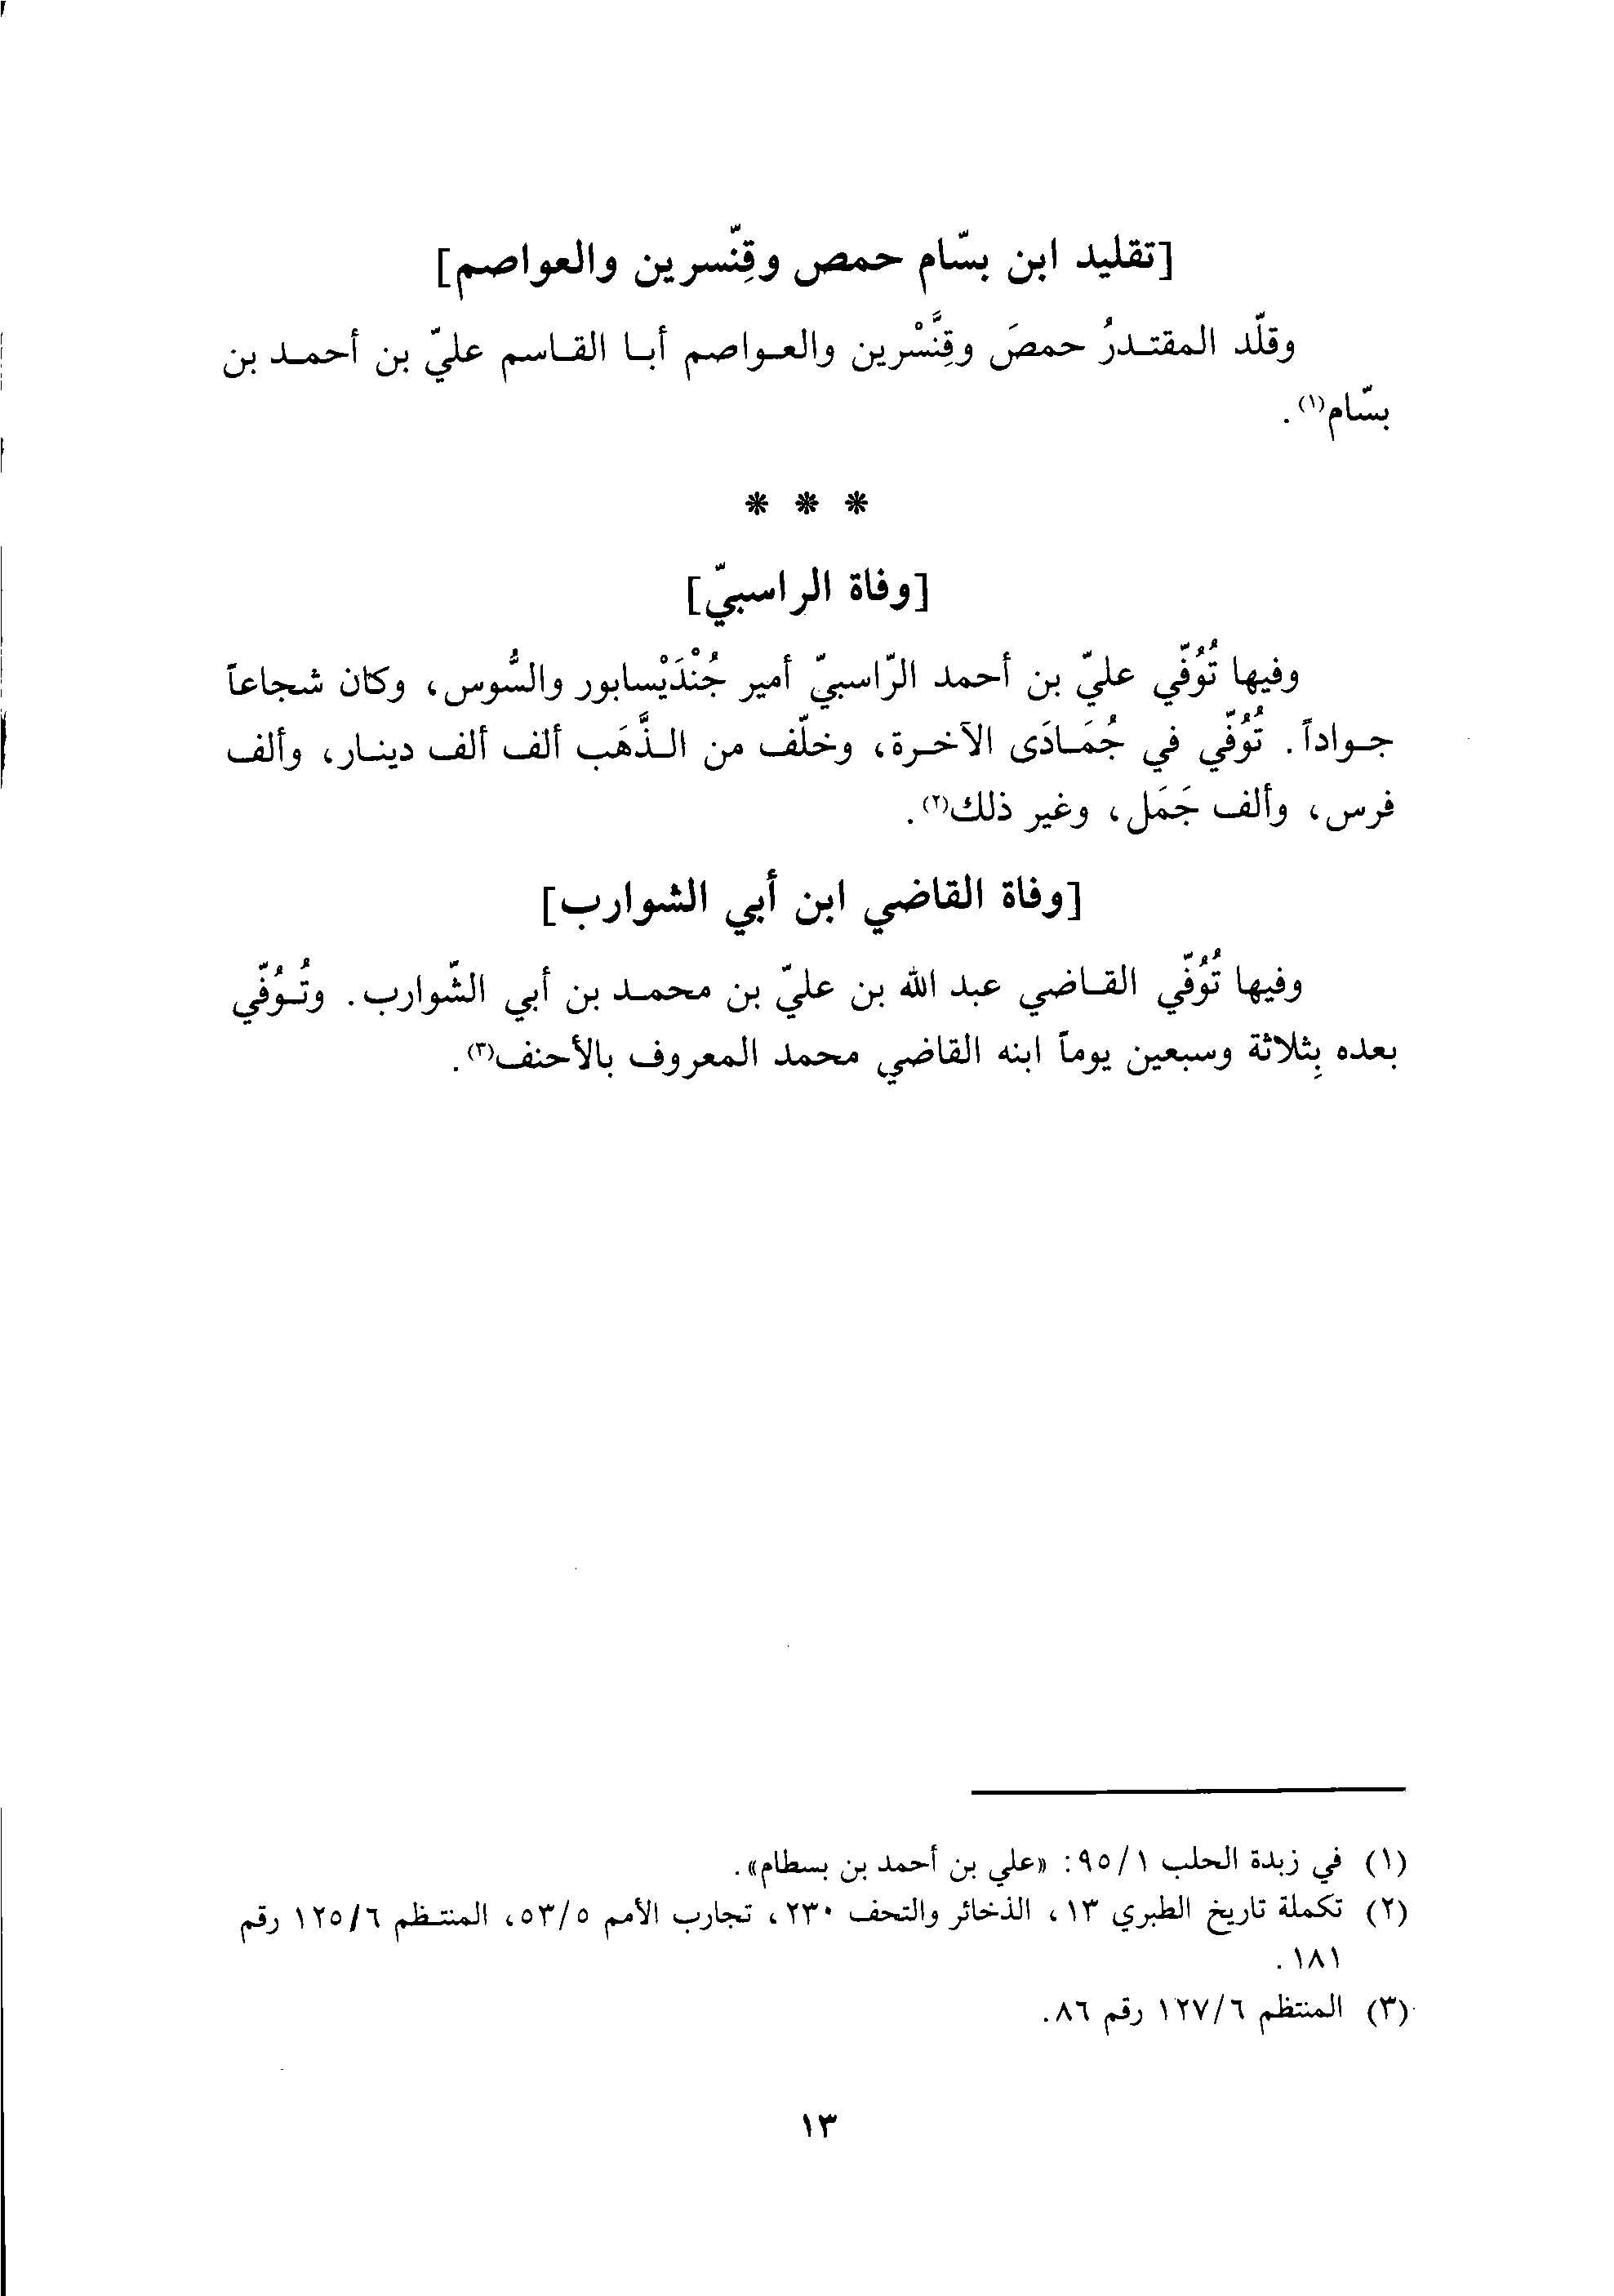 [تقليد ابن بسّام حمص وقِنّسرين والعواصم]
وقلّد المقتدرُ حمصَ وقِنَّسْرين والعواصم أبا القاسم عليّ بن أحمد بن
بسّام(١).
* * *
[وفاة الراسبيّ]
وفيها تُوُفّي عليّ بن أحمد الرّاسبيّ أمير جُنْدَيْسابور والسُّوس، وكان شجاعاً
جواداً. تُوُفّي في جُمَادَى الآخرة، وخلّف من الذَّهَب ألف ألف دينار، وألف
فرس، وألف جَمَل، وغير ذلك(٢).
[وفاة القاضي ابن أبي الشوارب]
وفيها تُوُفّي القاضي عبد الله بن عليّ بن محمد بن أبي الشّوارب. وتُوُفّي
بعده بِثلاثة وسبعين يوماً ابنه القاضي محمد المعروف بالأحنف(٣).
(١) في زبدة الحلب ٩٥/١: «علي بن أحمد بن بسطام».
(٢) تكملة تاريخ الطبري ١٣، الذخائر والتحف ٢٣٠، تجارب الأمم ٥٣/٥، المنتظم ١٢٥/٦ رقم
١٨١.
(٣) المنتظم ١٢٧/٦ رقم ٨٦.
١٣